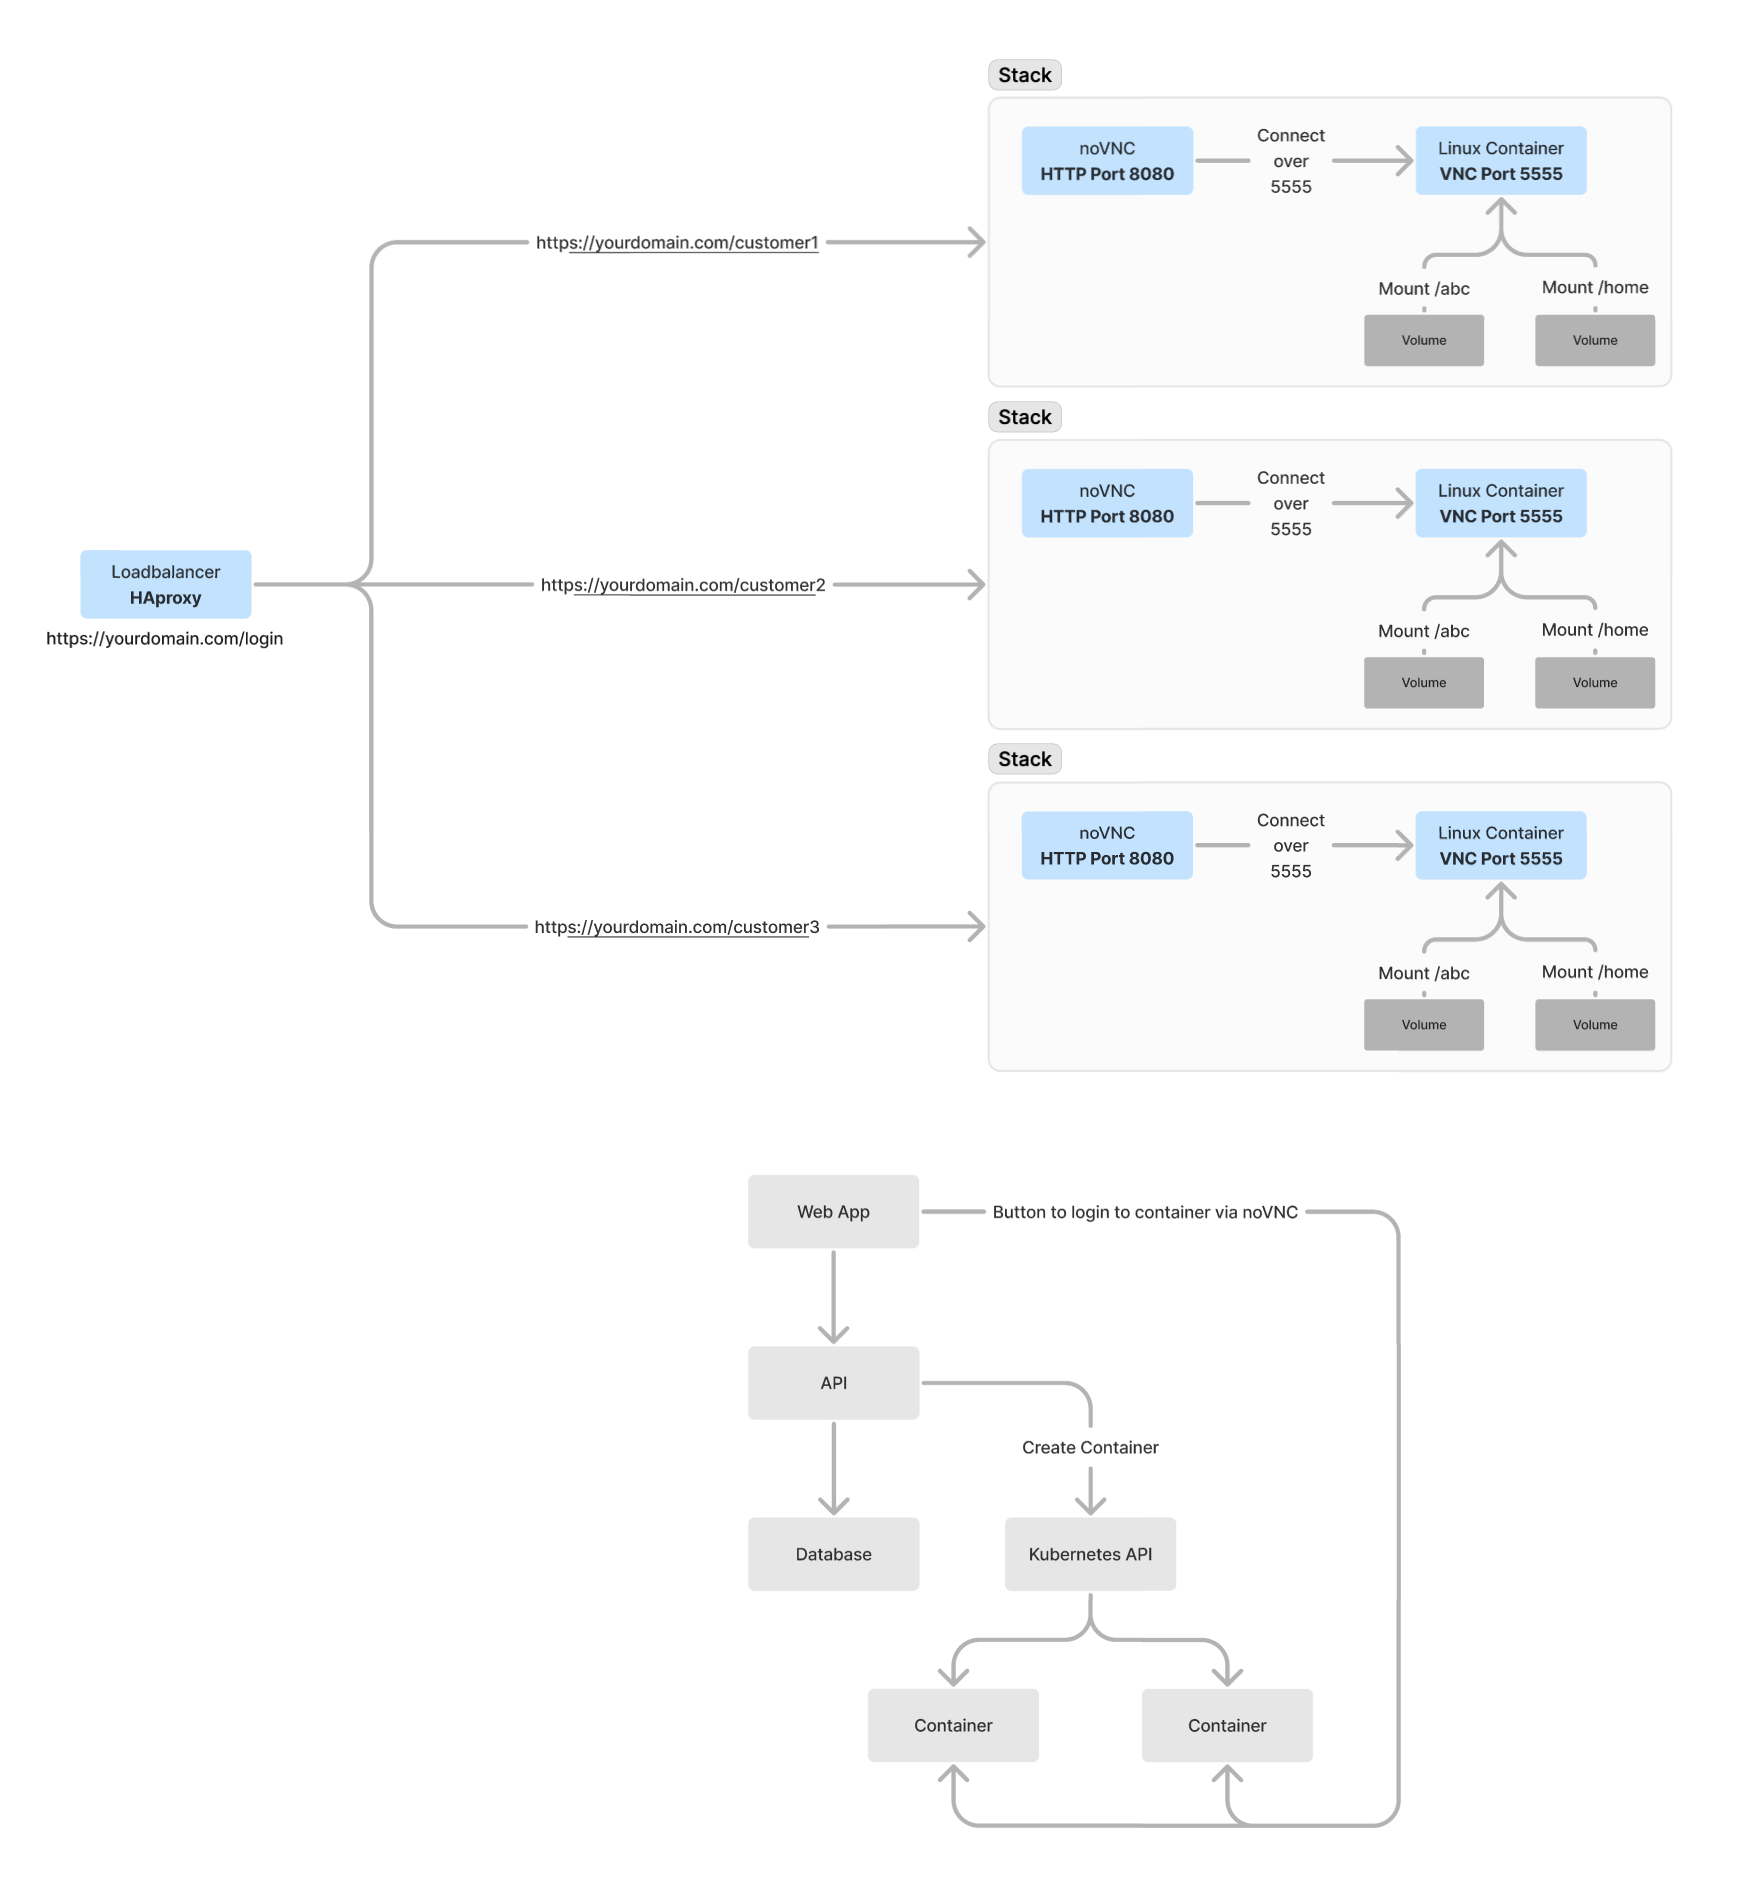 Stack
noVNC
HTTP Port 8080
Connect
over
5555
Linux Container
VNC Port 5555
https://yourdomain.com/customer1
Mount /abc
Mount /home
Volume
Volume
Stack
noVNC
HTTP Port 8080
Connect
over
5555
Linux Container
VNC Port 5555
Loadbalancer
HAproxy
https://yourdomain.com/login
https://yourdomain.com/customer2
Mount /abc
Mount /home
Volume
Volume
Stack
noVNC
HTTP Port 8080
Connect
over
5555
Linux Container
VNC Port 5555
https://yourdomain.com/customer3
Mount /abc
Mount /home
Volume
Volume
Web App
Button to login to container via noVNC
API
Create Container
Database
Kubernetes API
Container
Container